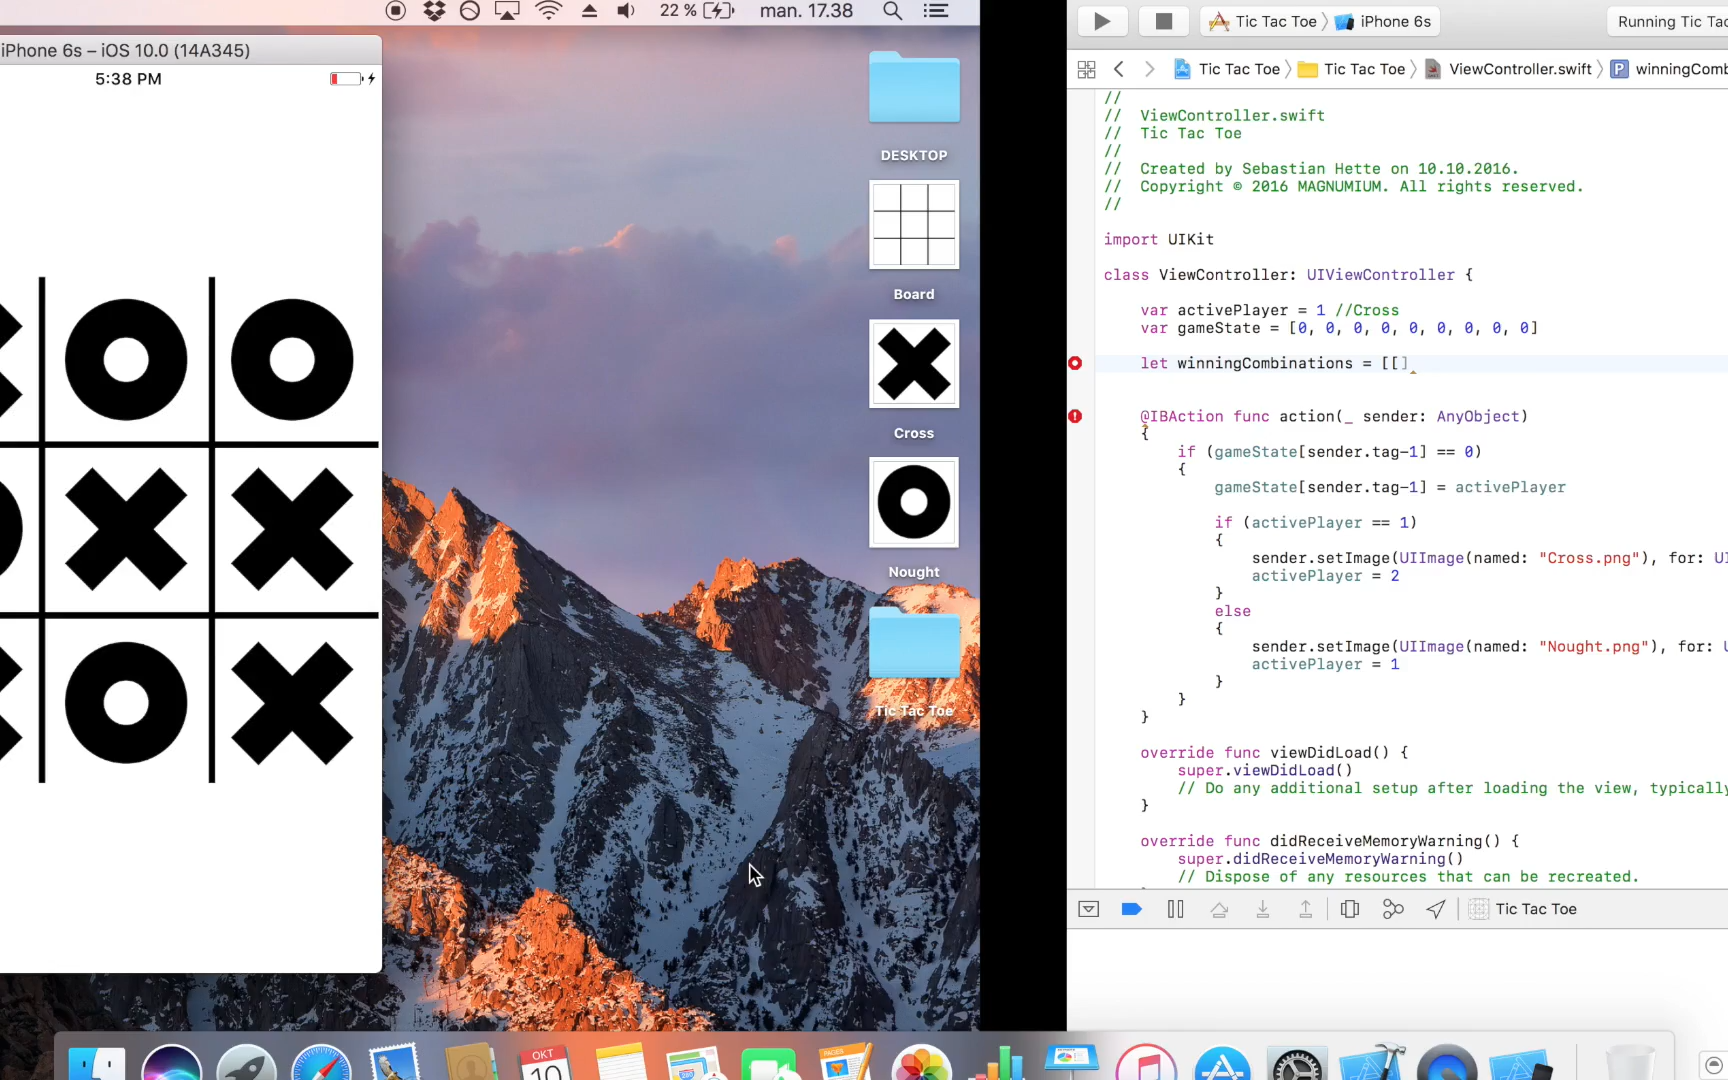 22 %
man. 17.38
iPhone 6s – iOS 10.0 (14A345)
5:38 PM
DESKTOP
Board
Cross
Nought
Tic Tac Toe
OKT
10
PAGES
Tic Tac Toe
iPhone 6s
Running Tic Tac
Tic Tac Toe
Tic Tac Toe
ViewController.swift
P
winningComb
//
// ViewController.swift
// Tic Tac Toe
//
// Created by Sebastian Hette on 10.10.2016.
// Copyright © 2016 MAGNUMIUM. All rights reserved.
//
import UIKit
class ViewController: UIViewController {
var activePlayer = 1 //Cross
var gameState = [0, 0, 0, 0, 0, 0, 0, 0, 0]
let winningCombinations = [[]
@IBAction func action(_ sender: AnyObject)
{
if (gameState[sender.tag-1] == 0)
{
gameState[sender.tag-1] = activePlayer
if (activePlayer == 1)
{
sender.setImage(UIImage(named: "Cross.png"), for: UI
activePlayer = 2
}
else
{
sender.setImage(UIImage(named: "Nought.png"), for: U
activePlayer = 1
}
}
}
override func viewDidLoad() {
super.viewDidLoad()
// Do any additional setup after loading the view, typically
}
override func didReceiveMemoryWarning() {
super.didReceiveMemoryWarning()
// Dispose of any resources that can be recreated.
Tic Tac Toe